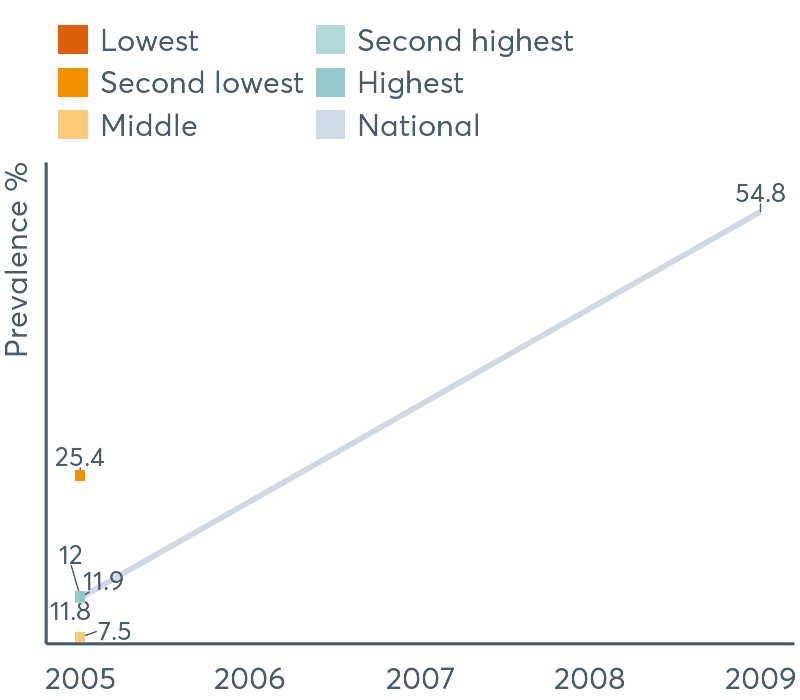 Lowest
Second lowest
Middle
Second highest
Highest
National
Prevalence %
54.8
25.4
12
11.9
11.8
7.5
2005 2006 2007 2008 2009